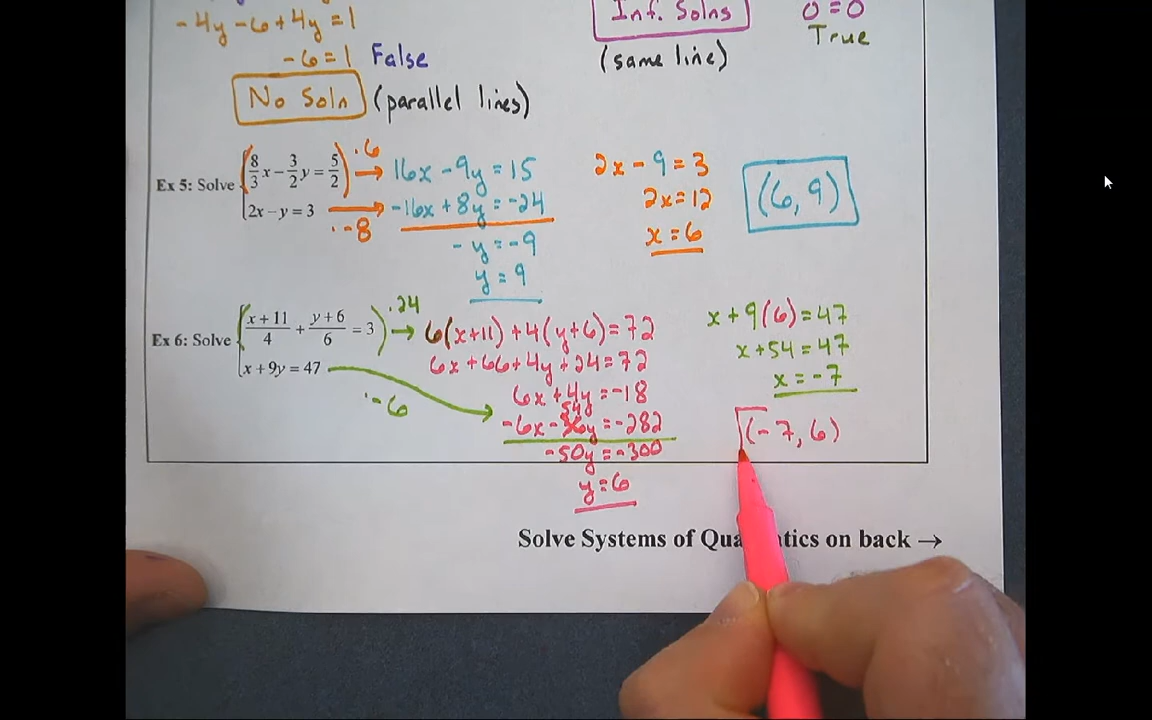 -4y-6+4y=1
-6=1 False
No Soln (parallel lines)
Inf. Solns
(same line)
0=0
True
Ex 5: Solve { 8/3 x - 3/2 y = 5/2 ) ·6 → 16x-9y=15
2x - y = 3 → ·-8 -16x+8y=-24
-y=-9
y=9
2x-9=3
2x=12
x=6
(6,9)
Ex 6: Solve { (x+11)/4 + (y+6)/6 = 3 ) ·24 → 6(x+11)+4(y+6)=72
x+9y=47 ·-6
6x+66+4y+24=72
6x+4y=-18
54y
-6x-36y=-282
-50y=-300
y=6
x+9(6)=47
x+54=47
x=-7
(-7,6)
Solve Systems of Qua tics on back →